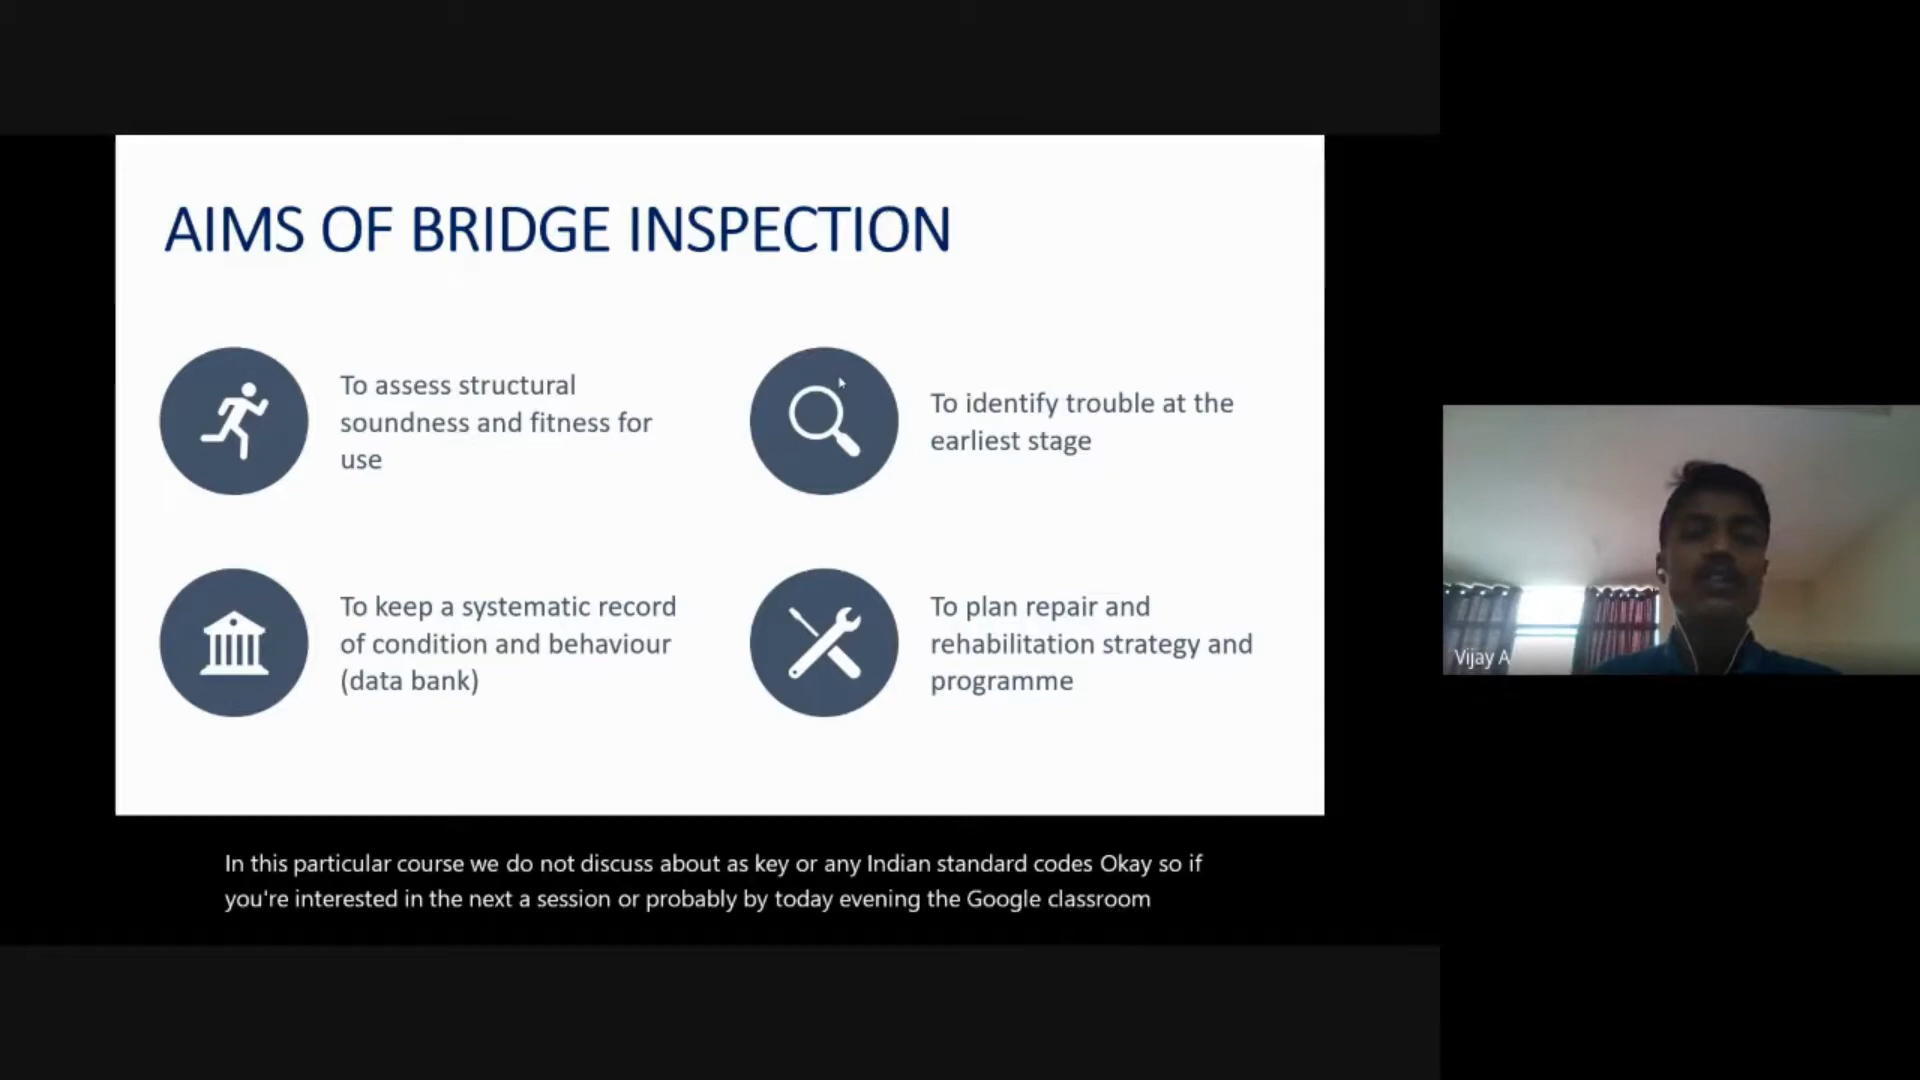 AIMS OF BRIDGE INSPECTION
To assess structural
soundness and fitness for
use
To identify trouble at the
earliest stage
To keep a systematic record
of condition and behaviour
(data bank)
To plan repair and
rehabilitation strategy and
programme
Vijay A
In this particular course we do not discuss about as key or any Indian standard codes Okay so if
you're interested in the next a session or probably by today evening the Google classroom